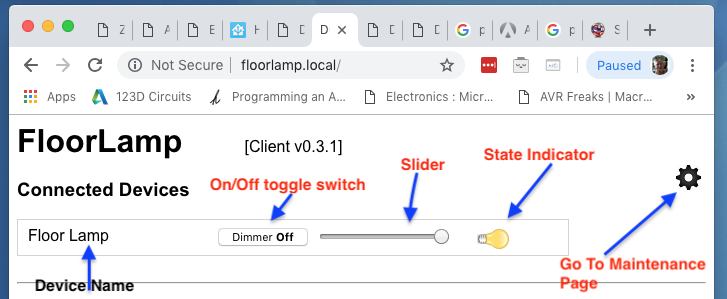 Z A E H D D D D p A p S
Not Secure | floorlamp.local/ Paused
Apps 123D Circuits Programming an A... Electronics : Micr... AVR Freaks | Macr... »
FloorLamp [Client v0.3.1]
Connected Devices
On/Off toggle switch
Slider
State Indicator
Floor Lamp
Dimmer Off
Go To Maintenance
Page
Device Name